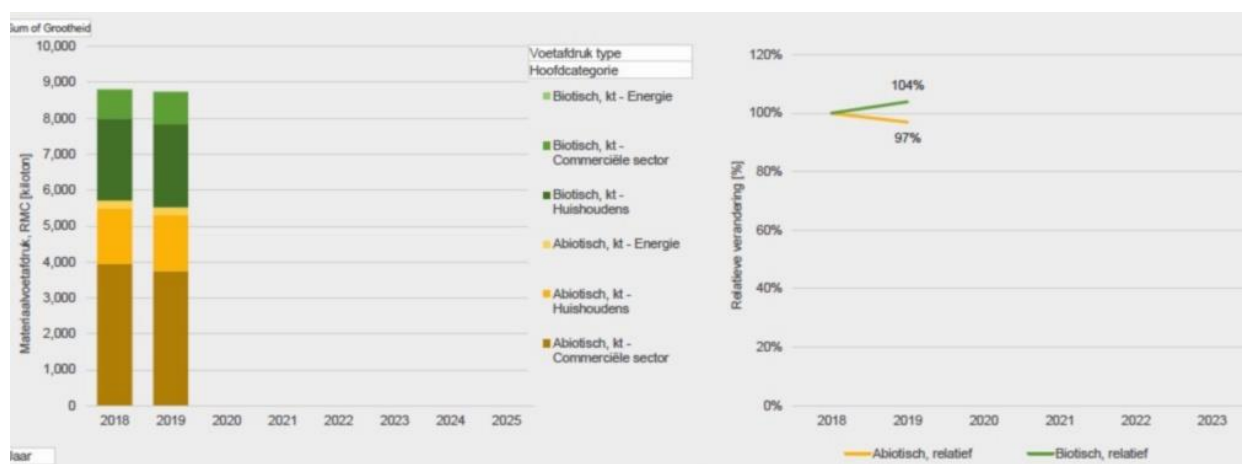 Sum of Grootheid
10,000
9,000
8,000
7,000
6,000
5,000
4,000
3,000
2,000
1,000
0
Materiaalvoetafdruk, RMC [kiloton]
2018 2019 2020 2021 2022 2023 2024 2025
Jaar
Voetafdruk type
Hoofdcategorie
Biotisch, kt - Energie
Biotisch, kt -
Commerciële sector
Biotisch, kt -
Huishoudens
Abiotisch, kt - Energie
Abiotisch, kt -
Huishoudens
Abiotisch, kt -
Commerciële sector
120%
100%
80%
60%
40%
20%
0%
Relatieve verandering [%]
104%
97%
2018 2019 2020 2021 2022 2023
Abiotisch, relatief Biotisch, relatief